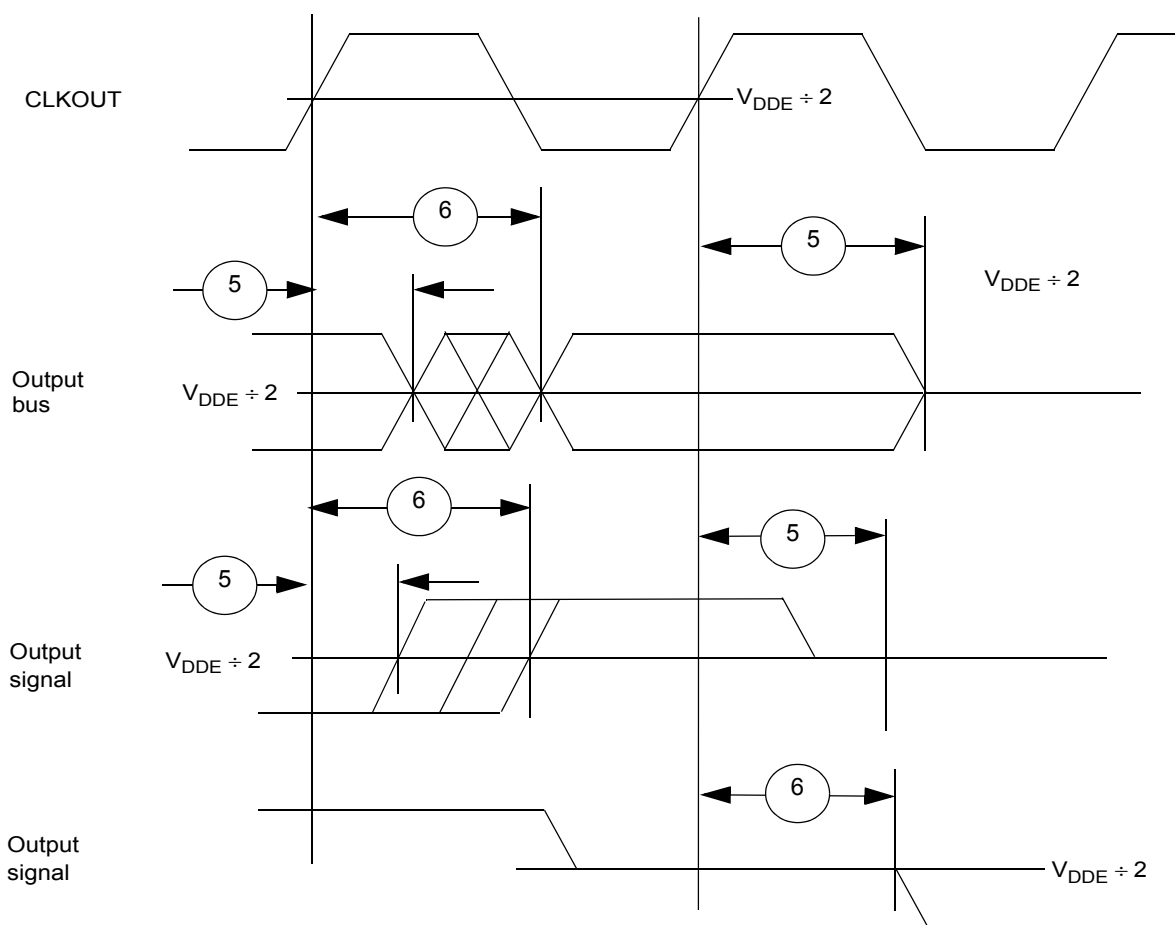 CLKOUT
V_DDE ÷ 2
6
5
5
V_DDE ÷ 2
Output
bus
V_DDE ÷ 2
6
5
5
Output
signal
V_DDE ÷ 2
6
Output
signal
V_DDE ÷ 2